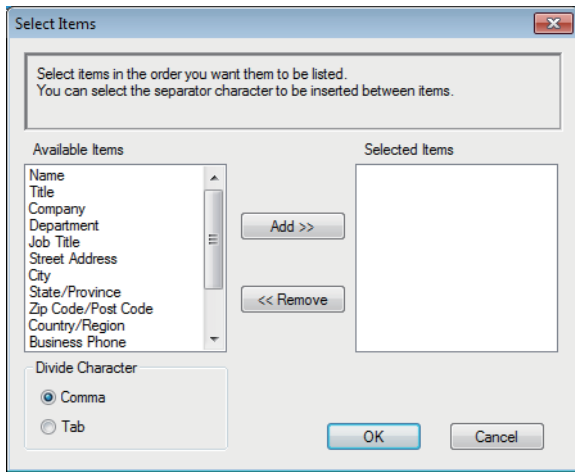 Select Items
Select items in the order you want them to be listed.
You can select the separator character to be inserted between items.
Available Items
Selected Items
Name
Title
Company
Department
Job Title
Street Address
City
State/Province
Zip Code/Post Code
Country/Region
Business Phone
Add >>
<< Remove
Divide Character
Comma
Tab
OK
Cancel